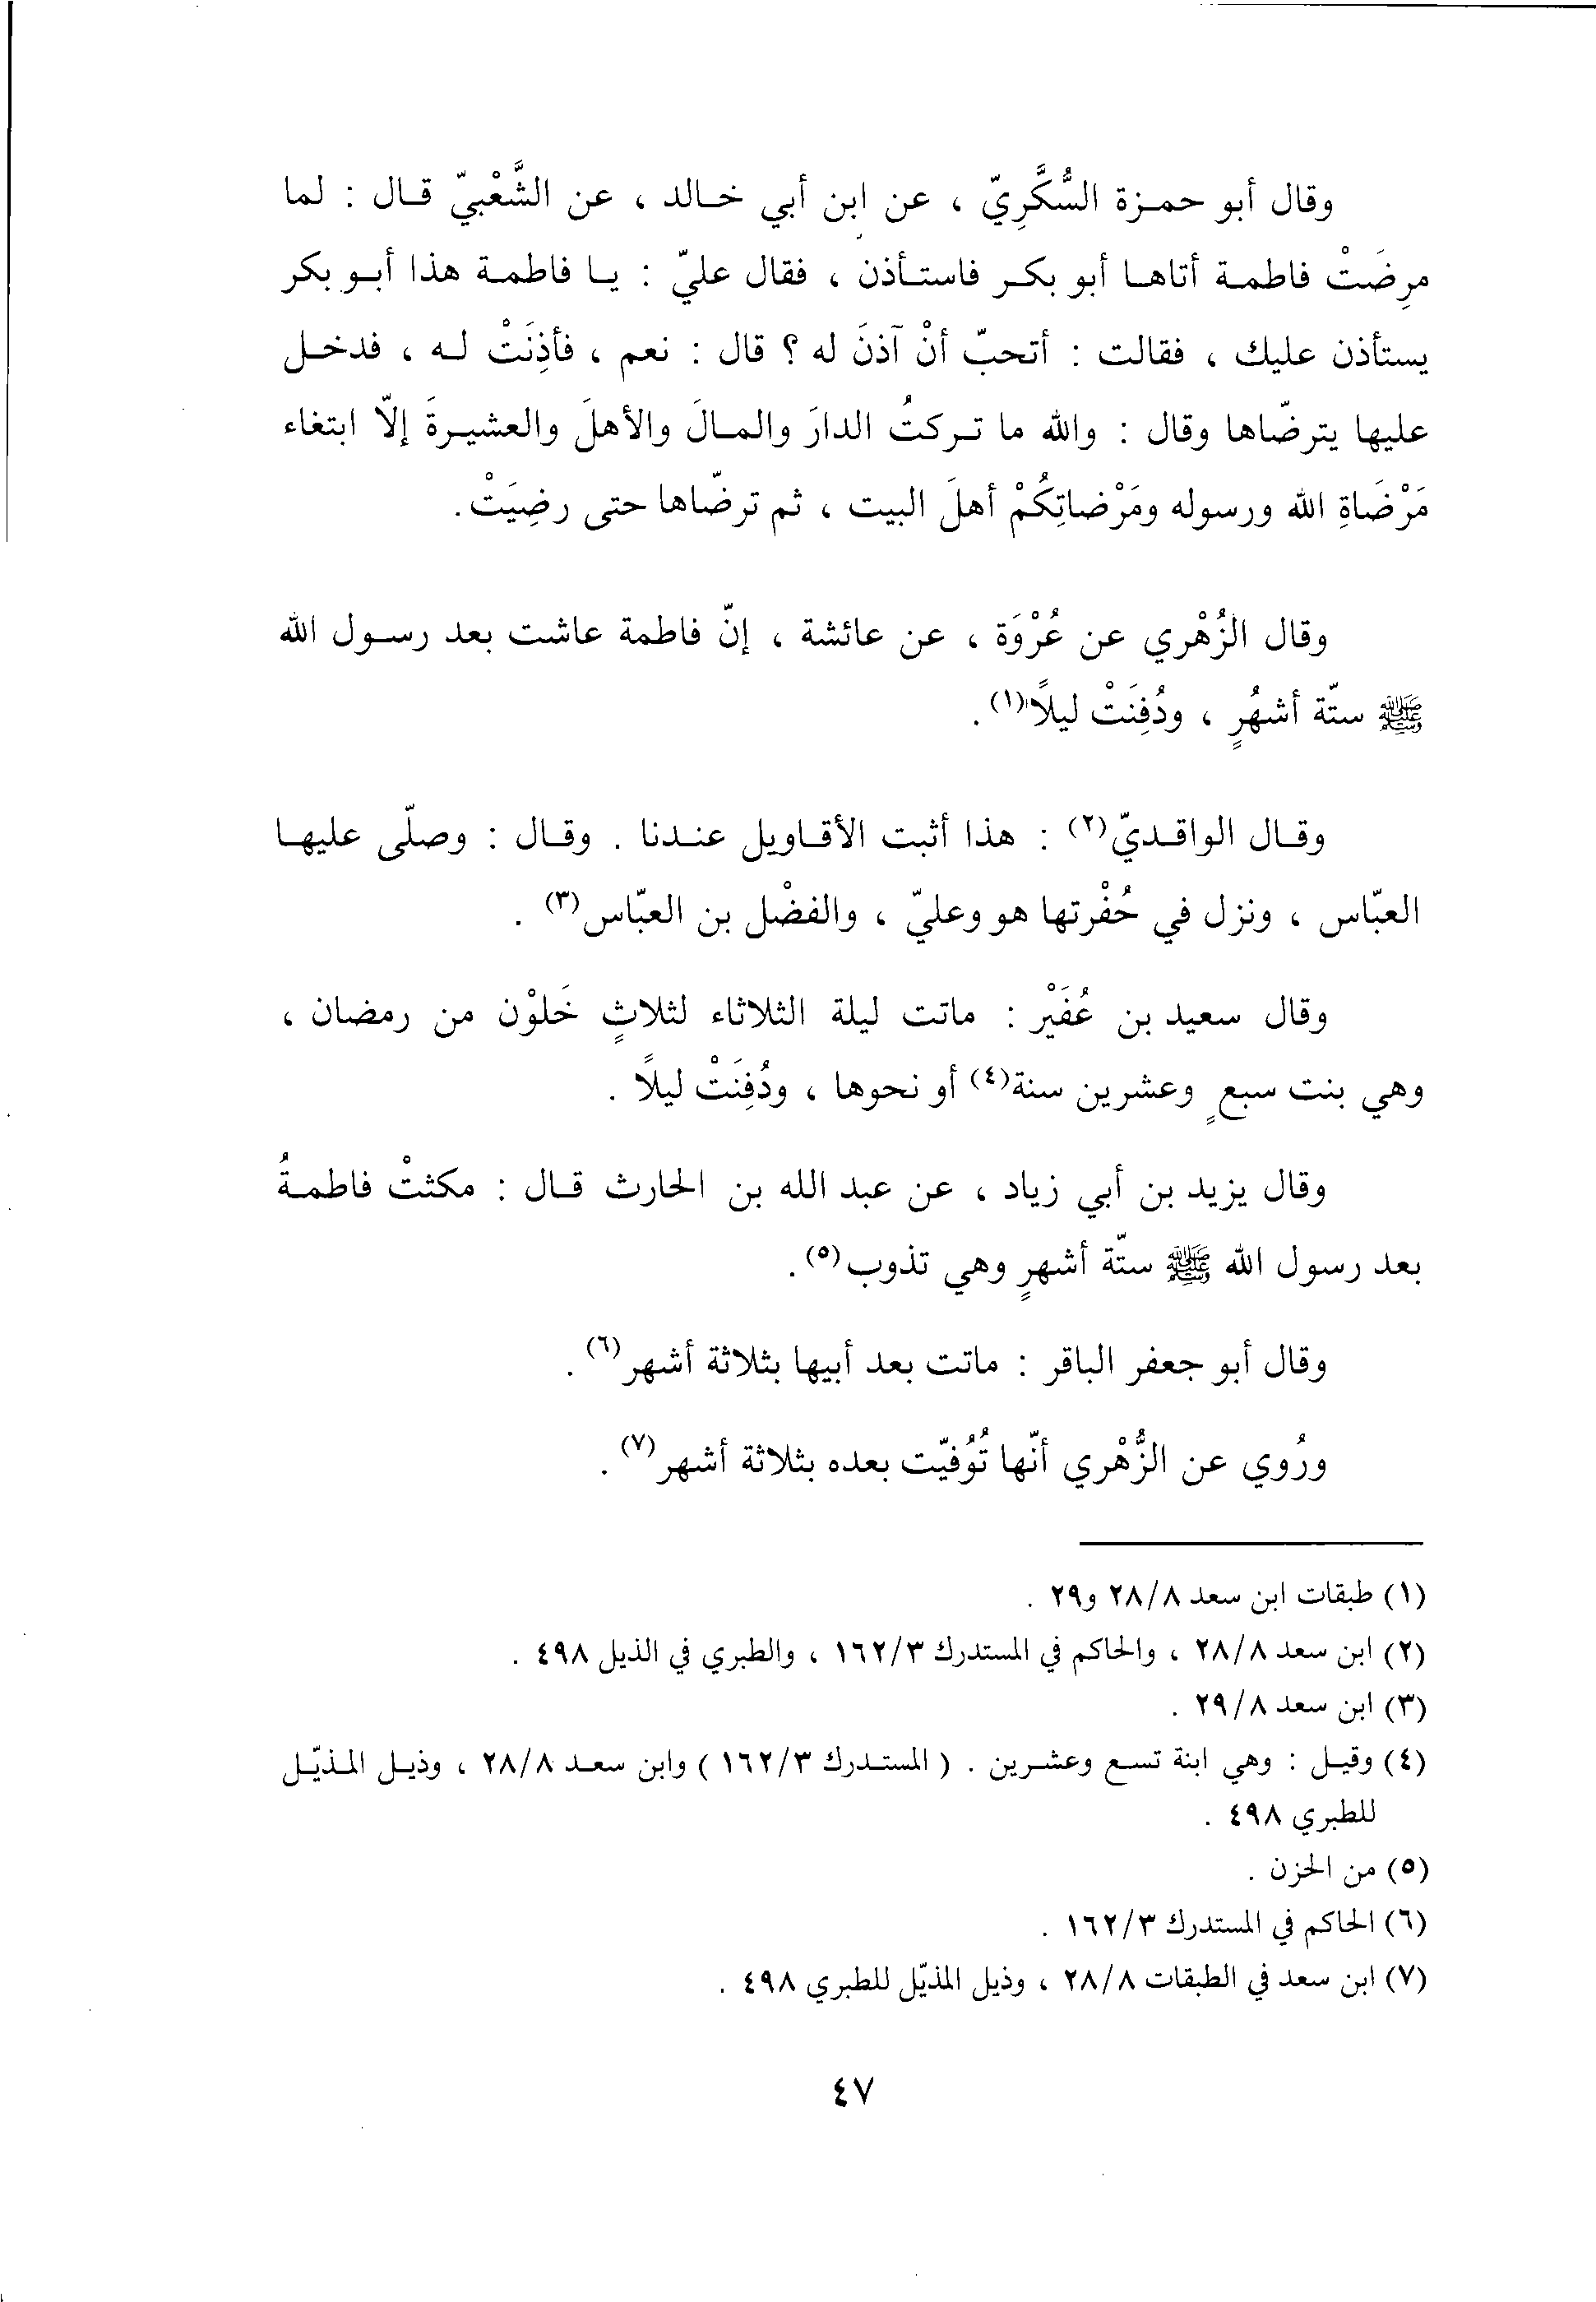 وقال أبو حمزة السُّكَّرِيّ ، عن ابن أبي خالد ، عن الشَّعْبيّ قال : لما
مرِضَتْ فاطمة أتاها أبو بكر فاستأذن ، فقال عليّ : يا فاطمة هذا أبو بكر
يستأذن عليك ، فقالت : أتحبّ أنْ آذنَ له ؟ قال : نعم ، فأذِنَتْ له ، فدخل
عليها يترضّاها وقال : والله ما تركتُ الدارَ والمالَ والأهلَ والعشيرةَ إلاّ ابتغاء
مَرْضَاةِ الله ورسوله ومَرْضاتِكُمْ أهلَ البيت ، ثم ترضّاها حتى رضِيَتْ .
وقال الزُهْري عن عُرْوَة ، عن عائشة ، إنّ فاطمة عاشت بعد رسول الله
ﷺ ستّة أشهُرٍ ، ودُفِنَتْ ليلاً(١) .
وقال الواقديّ(٢) : هذا أثبت الأقاويل عندنا . وقال : وصلّى عليها
العبّاس ، ونزل في حُفْرتها هو وعليّ ، والفضْل بن العبّاس(٣) .
وقال سعيد بن عُفَيْر : ماتت ليلة الثلاثاء لثلاثٍ خَلوْن من رمضان ،
وهي بنت سبعٍ وعشرين سنة(٤) أو نحوها ، ودُفِنَتْ ليلاً .
وقال يزيد بن أبي زياد ، عن عبد الله بن الحارث قال : مكثتْ فاطمةُ
بعد رسول الله ﷺ ستّة أشهرٍ وهي تذوب(٥) .
وقال أبو جعفر الباقر : ماتت بعد أبيها بثلاثة أشهر(٦) .
ورُوي عن الزُّهْري أنّها تُوُفيّت بعده بثلاثة أشهر(٧) .
(١) طبقات ابن سعد ٢٨/٨ و٢٩ .
(٢) ابن سعد ٢٨/٨ ، والحاكم في المستدرك ١٦٢/٣ ، والطبري في الذيل ٤٩٨ .
(٣) ابن سعد ٢٩/٨ .
(٤) وقيل : وهي ابنة تسع وعشرين . ( المستدرك ١٦٢/٣ ) وابن سعد ٢٨/٨ ، وذيل المذيّل
للطبري ٤٩٨ .
(٥) من الحزن .
(٦) الحاكم في المستدرك ١٦٢/٣ .
(٧) ابن سعد في الطبقات ٢٨/٨ ، وذيل المذيّل للطبري ٤٩٨ .
٤٧